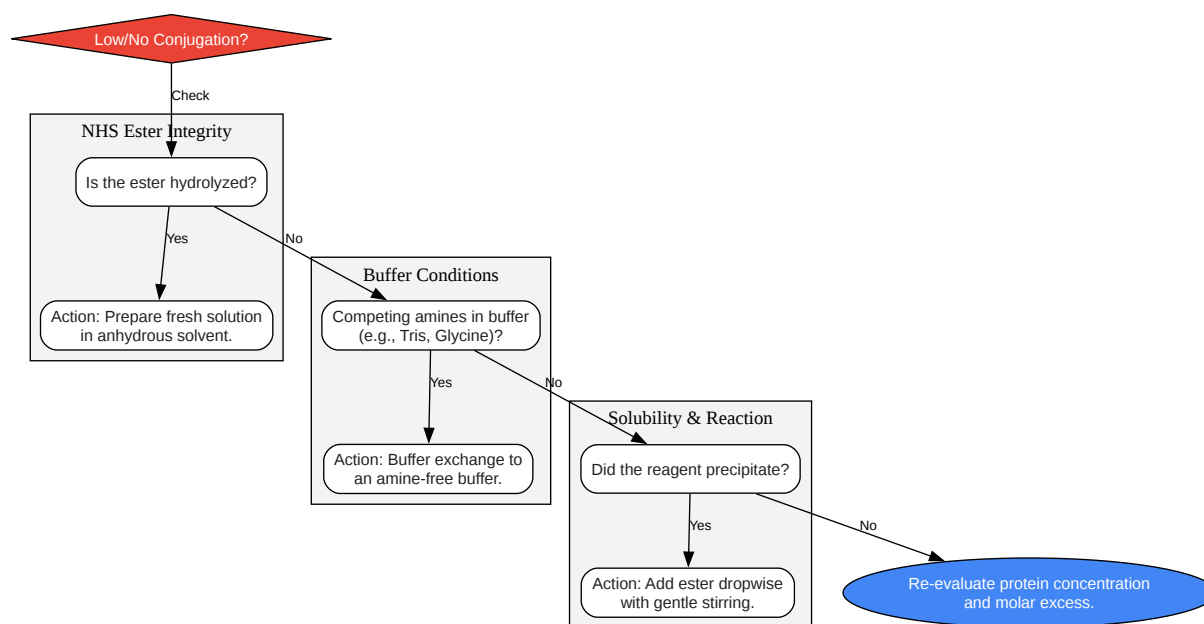 Low/No Conjugation?
Check
NHS Ester Integrity
Is the ester hydrolyzed?
Yes
No
Action: Prepare fresh solution
in anhydrous solvent.
Buffer Conditions
Competing amines in buffer
(e.g., Tris, Glycine)?
Yes
No
Action: Buffer exchange to
an amine-free buffer.
Solubility & Reaction
Did the reagent precipitate?
Yes
No
Action: Add ester dropwise
with gentle stirring.
Re-evaluate protein concentration
and molar excess.